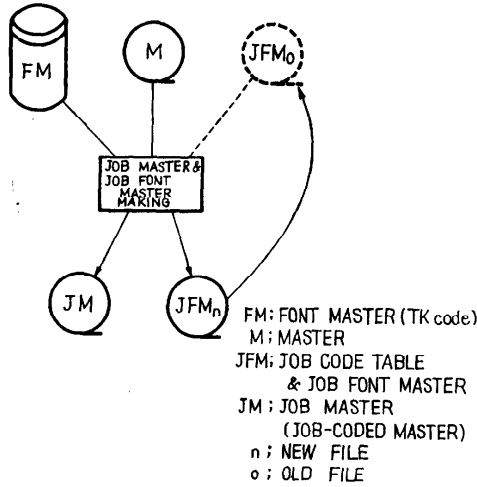 FM
M
JFMo
JOB MASTER &
JOB FONT
MASTER
MAKING
JM
JFMn
FM; FONT MASTER (TK code)
M; MASTER
JFM; JOB CODE TABLE
& JOB FONT MASTER
JM; JOB MASTER
(JOB-CODED MASTER)
n; NEW FILE
o; OLD FILE